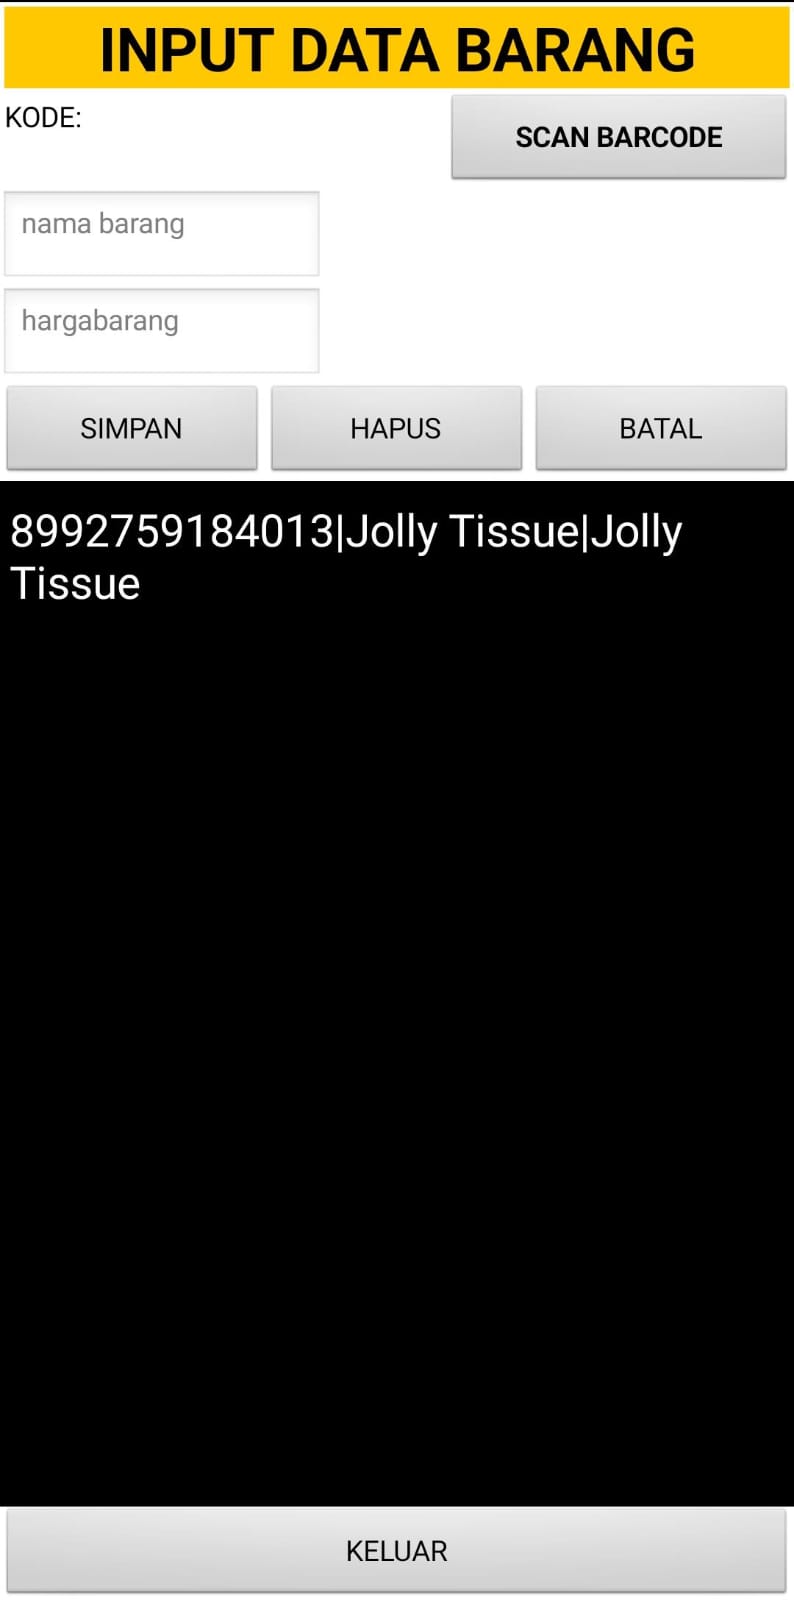 INPUT DATA BARANG
KODE:
SCAN BARCODE
nama barang
hargabarang
SIMPAN
HAPUS
BATAL
8992759184013|Jolly Tissue|Jolly
Tissue
KELUAR